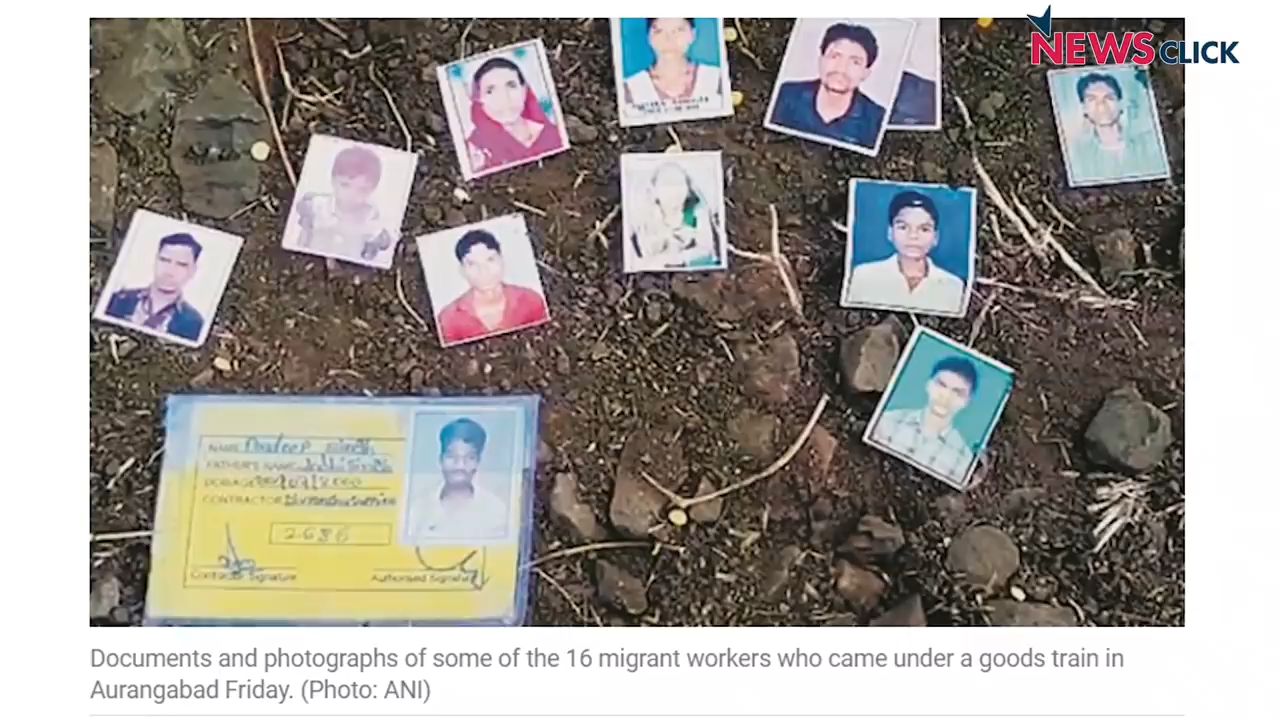 NEWSCLICK
NAME
FATHER'S NAME
CONTRACTOR
2686
Contractor Signature
Authorised Signature
Documents and photographs of some of the 16 migrant workers who came under a goods train in
Aurangabad Friday. (Photo: ANI)